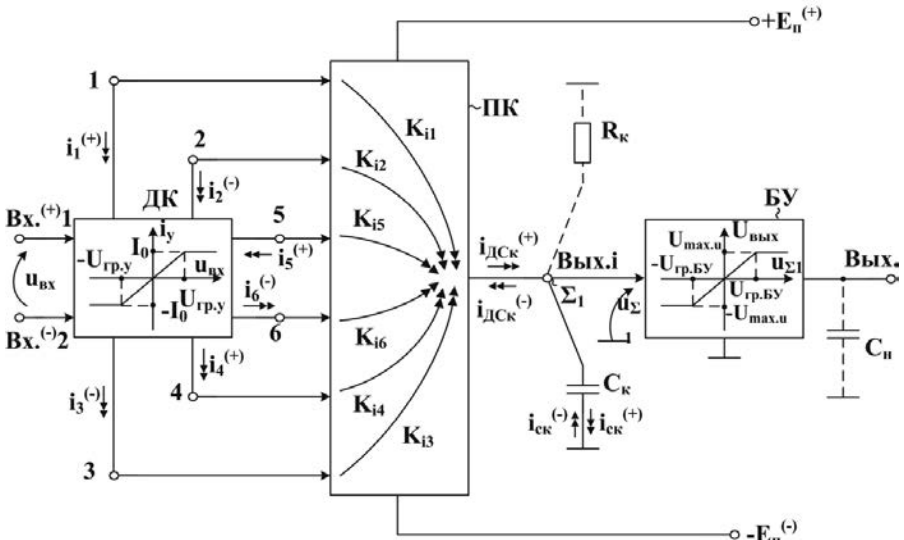 +Eп(+)
1
ПК
Ki1
Rк
i1(+)
2
Ki2
ДК
i2(-)
БУ
Вх.(+)1
iy
I0
5
Ki5
iДСк(+)
Uвых
Umax.u
-Uгр.у
uвх
i5(+)
Вых.i
-Uгр.БУ
uΣ1
Вых.
uвх
i6(-)
iДСк(-)
Σ1
uΣ1
Uгр.БУ
-I0
Uгр.у
-Umax.u
Вх.(-)2
6
Ki6
Cн
i4(+)
i3(-)
4
Ki4
Cк
Ki3
iск(-)
iск(+)
3
-Eп(-)